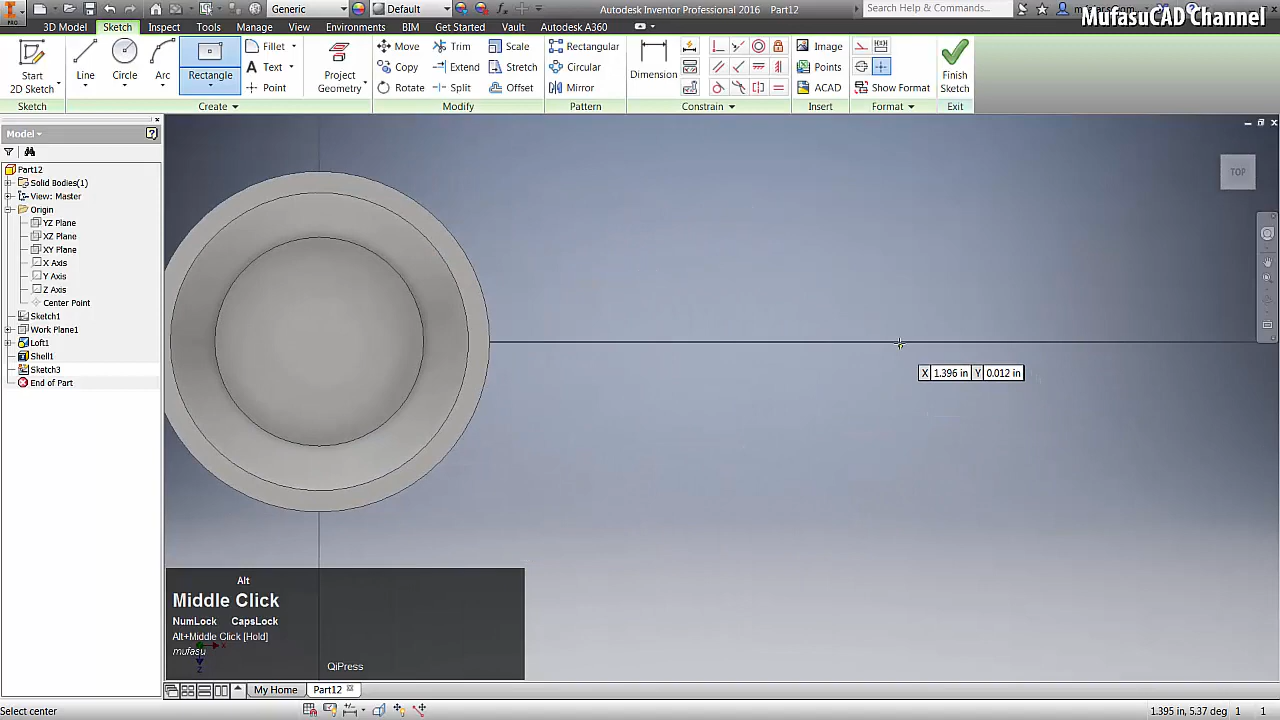 Generic
Default
Autodesk Inventor Professional 2016 Part12
Search Help & Commands...
MufasuCAD Channel
PRO
3D Model
Sketch
Inspect
Tools
Manage
View
Environments
BIM
Get Started
Vault
Autodesk A360
Start
2D Sketch
Line
Circle
Arc
Rectangle
Fillet
Text
Point
Project
Geometry
Move
Copy
Rotate
Trim
Extend
Split
Scale
Stretch
Offset
Rectangular
Circular
Mirror
Dimension
Image
Points
ACAD
Show Format
Finish
Sketch
Sketch
Create
Modify
Pattern
Constrain
Insert
Format
Exit
Model
Part12
Solid Bodies(1)
View: Master
Origin
YZ Plane
XZ Plane
XY Plane
X Axis
Y Axis
Z Axis
Center Point
Sketch1
Work Plane1
Loft1
Shell1
Sketch3
End of Part
TOP
X 1.396 in Y 0.012 in
Alt
Middle Click
NumLock CapsLock
Alt+Middle Click [Hold]
mufasu
QiPress
My Home
Part12
Select center
1.395 in, 5.37 deg 1 1